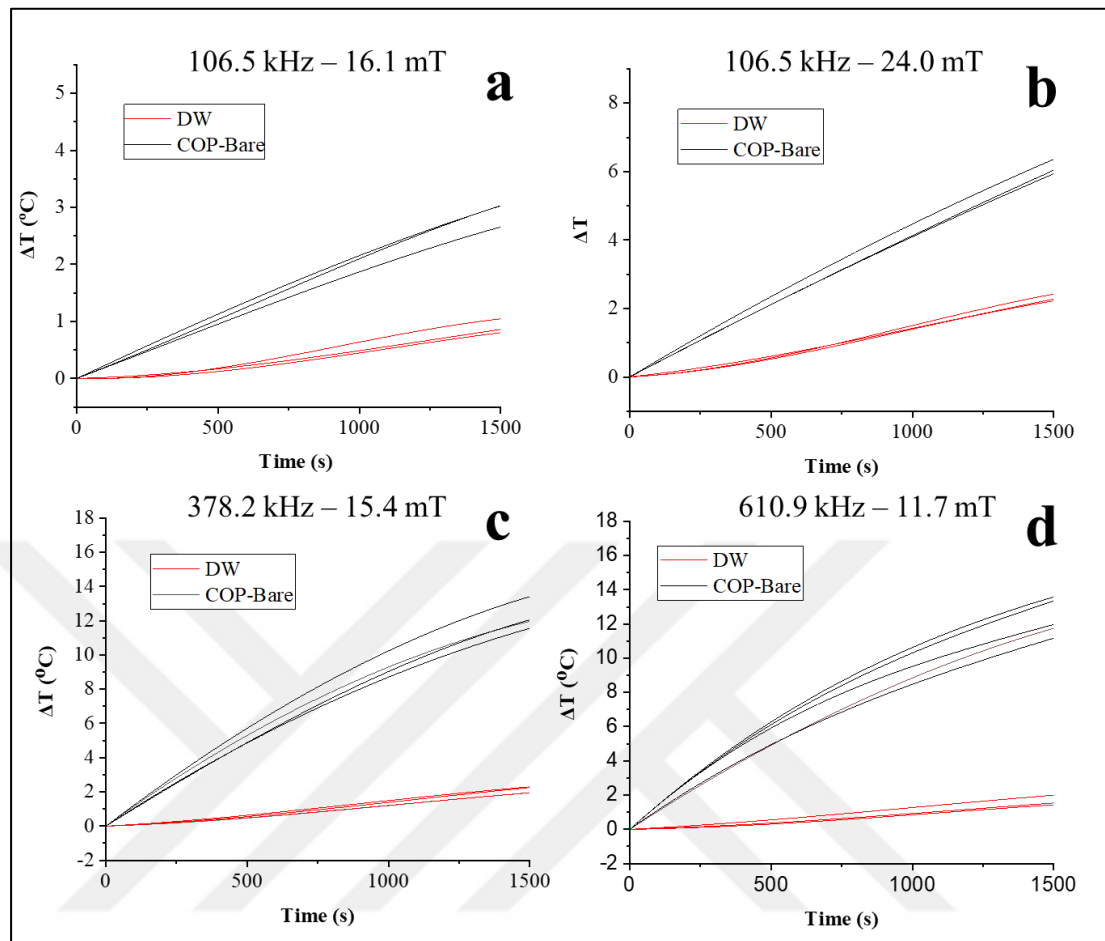 106.5 kHz – 16.1 mT
a
DW
COP-Bare
ΔT (ºC)
5
4
3
2
1
0
0
500
1000
1500
Time (s)
106.5 kHz – 24.0 mT
b
DW
COP-Bare
ΔT
8
6
4
2
0
0
500
1000
1500
Time (s)
378.2 kHz – 15.4 mT
c
DW
COP-Bare
ΔT (ºC)
18
16
14
12
10
8
6
4
2
0
-2
0
500
1000
1500
Time (s)
610.9 kHz – 11.7 mT
d
DW
COP-Bare
ΔT (ºC)
18
16
14
12
10
8
6
4
2
0
-2
0
500
1000
1500
Time (s)